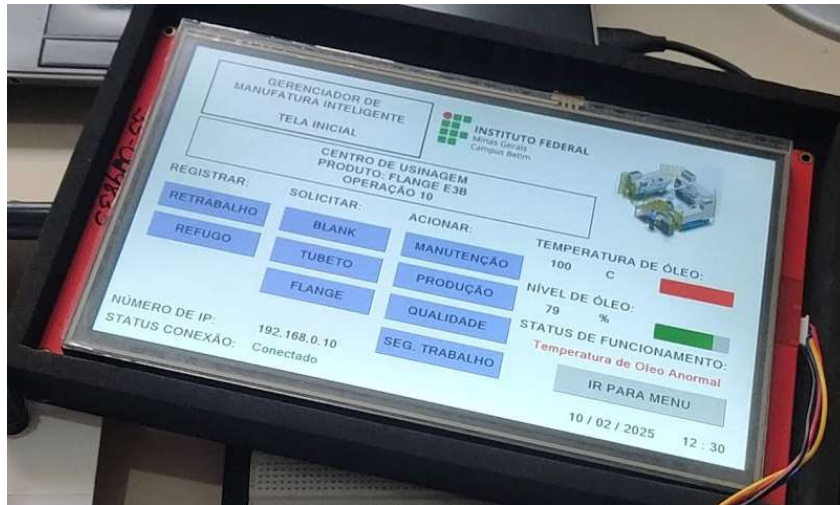 GERENCIADOR DE
MANUFATURA INTELIGENTE
TELA INICIAL
INSTITUTO FEDERAL
Minas Gerais
Campus Betim
CENTRO DE USINAGEM
PRODUTO: FLANGE E3B
OPERAÇÃO 10
REGISTRAR:
RETRABALHO
REFUGO
SOLICITAR:
BLANK
TUBETO
FLANGE
ACIONAR:
MANUTENÇÃO
PRODUÇÃO
QUALIDADE
SEG. TRABALHO
TEMPERATURA DE ÓLEO:
100 C
NÍVEL DE ÓLEO:
79 %
STATUS DE FUNCIONAMENTO:
Temperatura de Oleo Anormal
IR PARA MENU
NÚMERO DE IP: 192.168.0.10
STATUS CONEXÃO: Conectado
10 / 02 / 2025 12 : 30